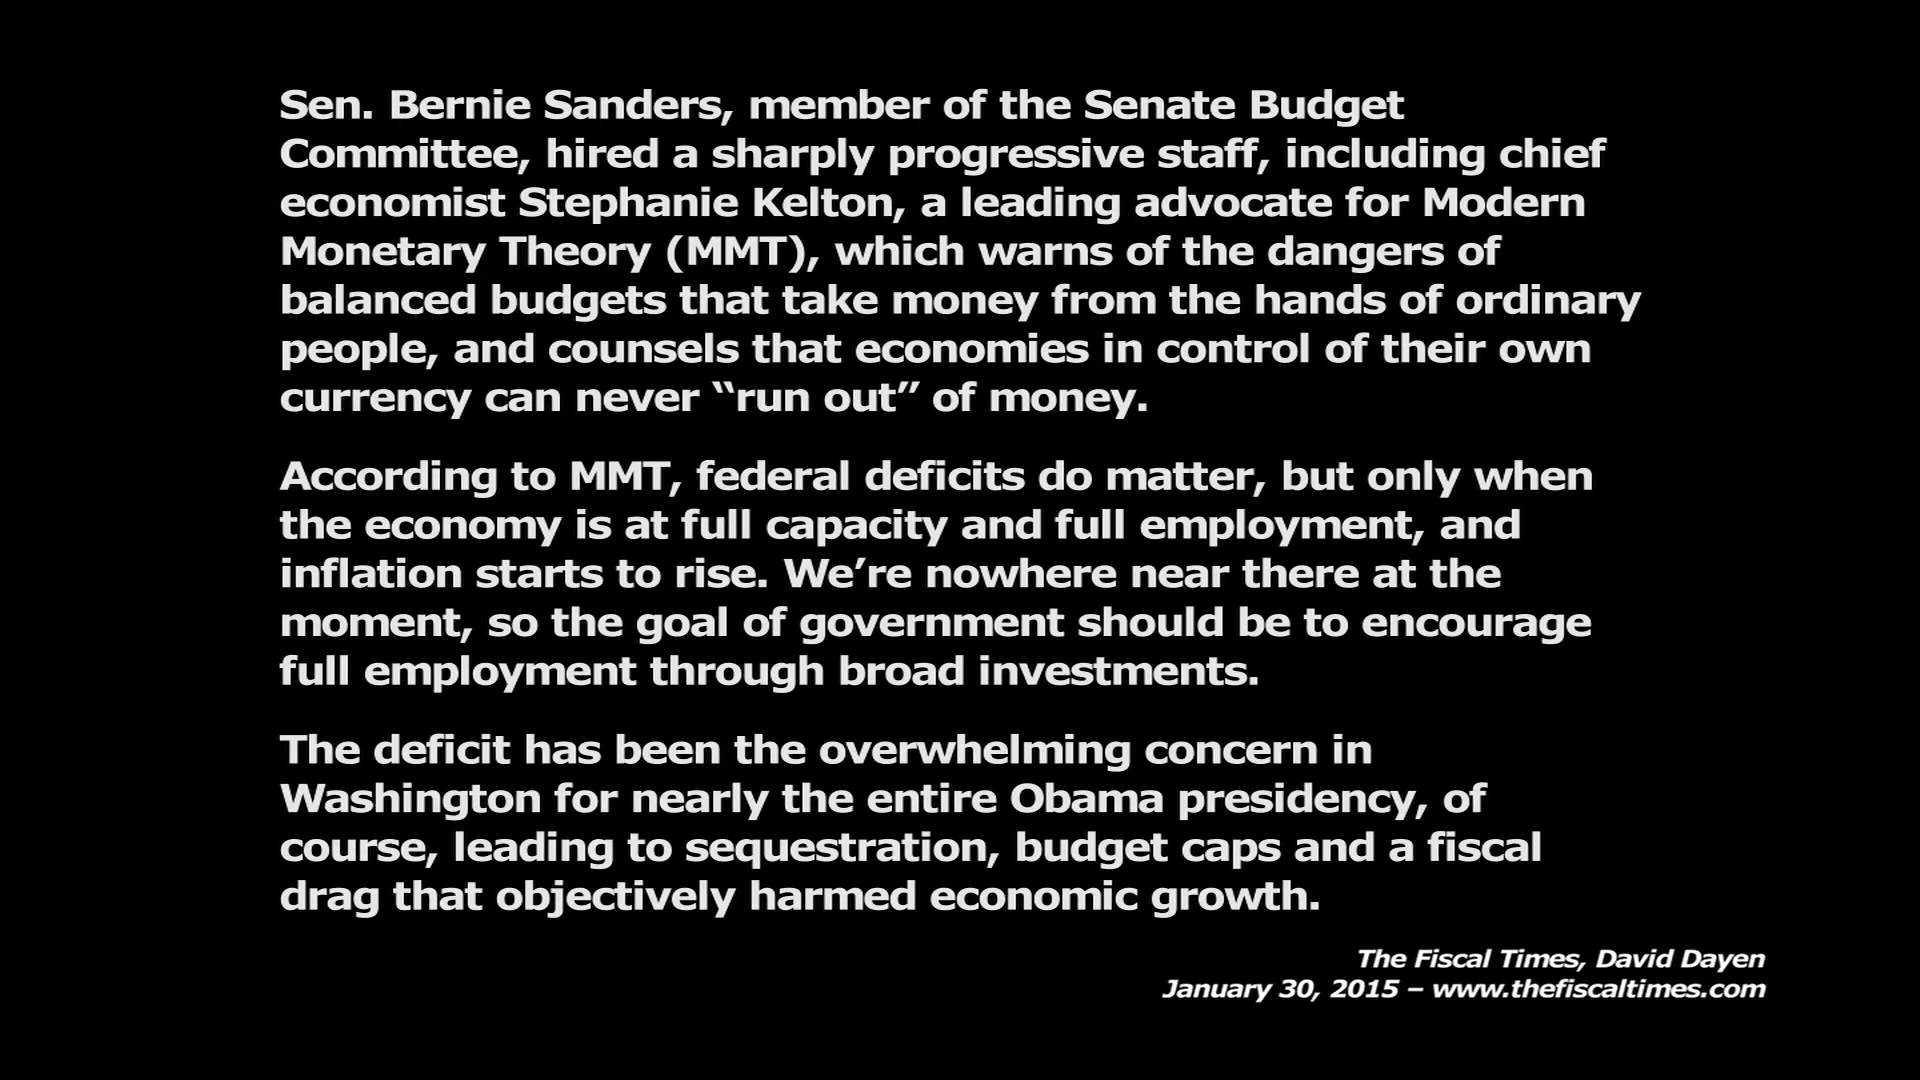 Sen. Bernie Sanders, member of the Senate Budget
Committee, hired a sharply progressive staff, including chief
economist Stephanie Kelton, a leading advocate for Modern
Monetary Theory (MMT), which warns of the dangers of
balanced budgets that take money from the hands of ordinary
people, and counsels that economies in control of their own
currency can never “run out” of money.
According to MMT, federal deficits do matter, but only when
the economy is at full capacity and full employment, and
inflation starts to rise. We’re nowhere near there at the
moment, so the goal of government should be to encourage
full employment through broad investments.
The deficit has been the overwhelming concern in
Washington for nearly the entire Obama presidency, of
course, leading to sequestration, budget caps and a fiscal
drag that objectively harmed economic growth.
The Fiscal Times, David Dayen
January 30, 2015 – www.thefiscaltimes.com